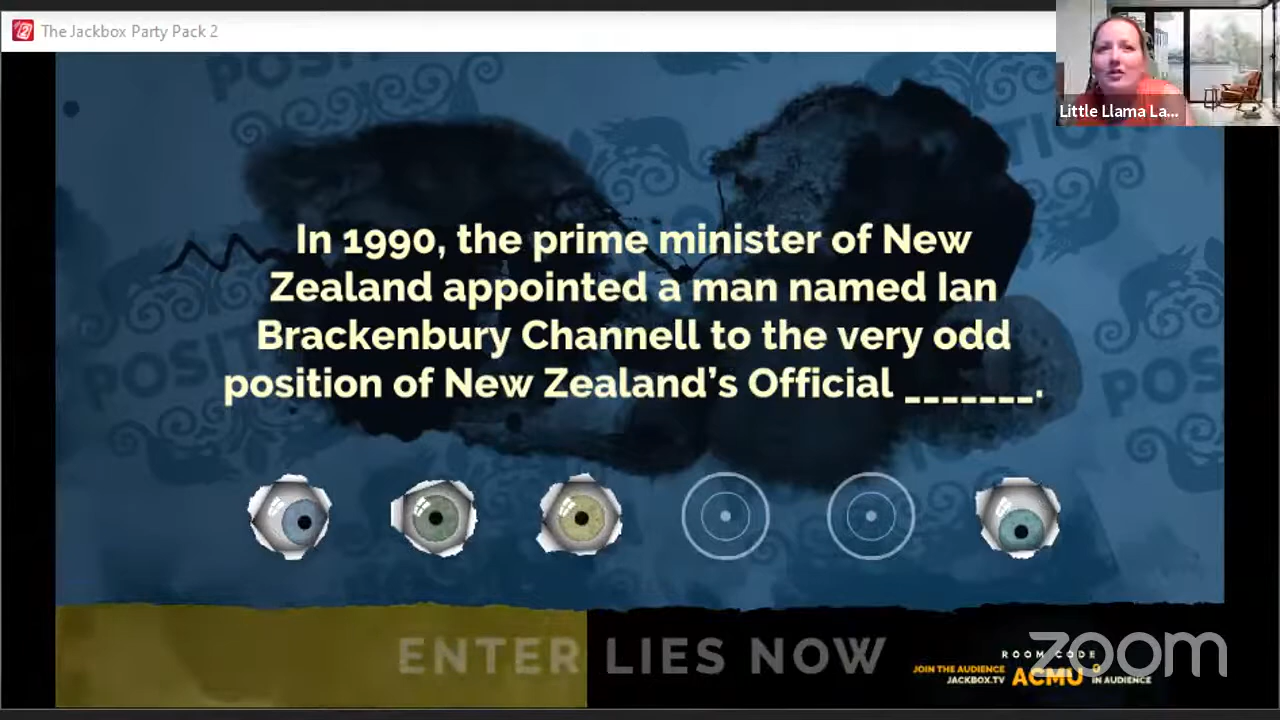 The Jackbox Party Pack 2
Little Llama La...
POSITION
In 1990, the prime minister of New
Zealand appointed a man named Ian
Brackenbury Channell to the very odd
position of New Zealand's Official _______.
ENTER LIES NOW
ROOM CODE
JOIN THE AUDIENCE
JACKBOX.TV
ACMU
0
IN AUDIENCE
zoom